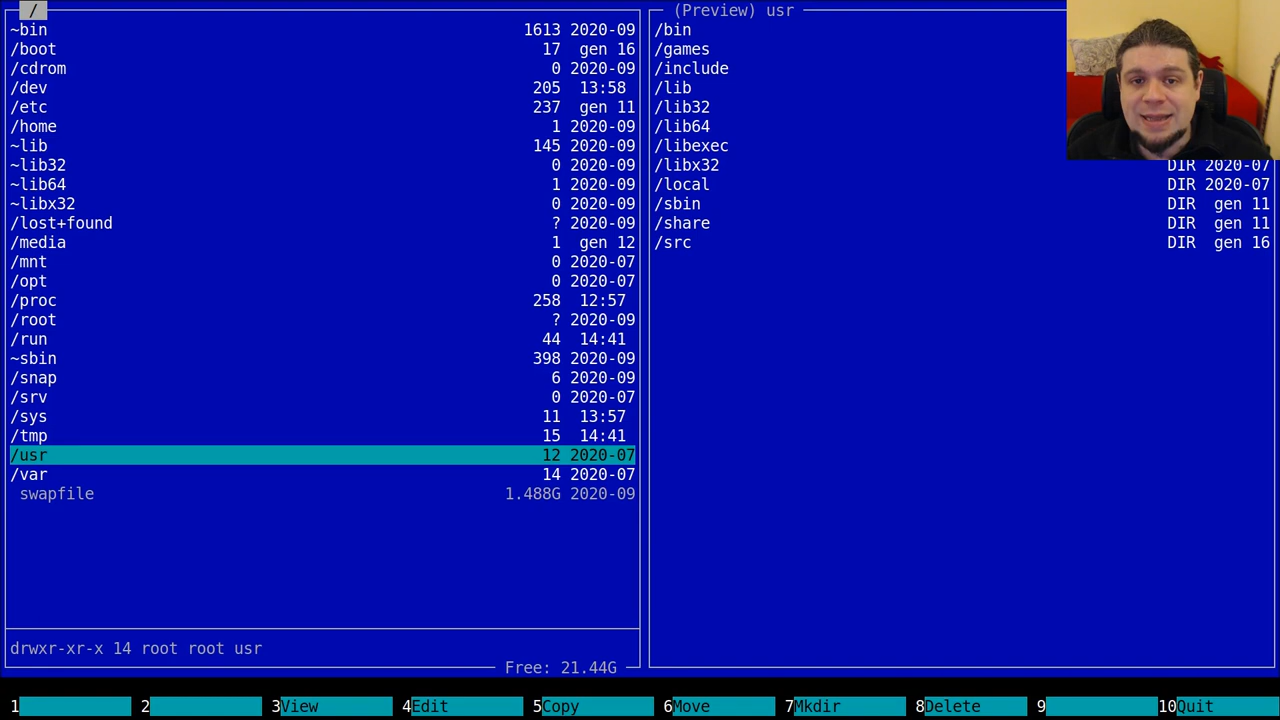 /
~bin 1613 2020-09
/boot 17 gen 16
/cdrom 0 2020-09
/dev 205 13:58
/etc 237 gen 11
/home 1 2020-09
~lib 145 2020-09
~lib32 0 2020-09
~lib64 1 2020-09
~libx32 0 2020-09
/lost+found ? 2020-09
/media 1 gen 12
/mnt 0 2020-07
/opt 0 2020-07
/proc 258 12:57
/root ? 2020-09
/run 44 14:41
~sbin 398 2020-09
/snap 6 2020-09
/srv 0 2020-07
/sys 11 13:57
/tmp 15 14:41
/usr 12 2020-07
/var 14 2020-07
swapfile 1.488G 2020-09
drwxr-xr-x 14 root root usr
Free: 21.44G
(Preview) usr
/bin
/games
/include
/lib
/lib32
/lib64
/libexec
/libx32 DIR 2020-07
/local DIR 2020-07
/sbin DIR gen 11
/share DIR gen 11
/src DIR gen 16
1 2 3View 4Edit 5Copy 6Move 7Mkdir 8Delete 9 10Quit